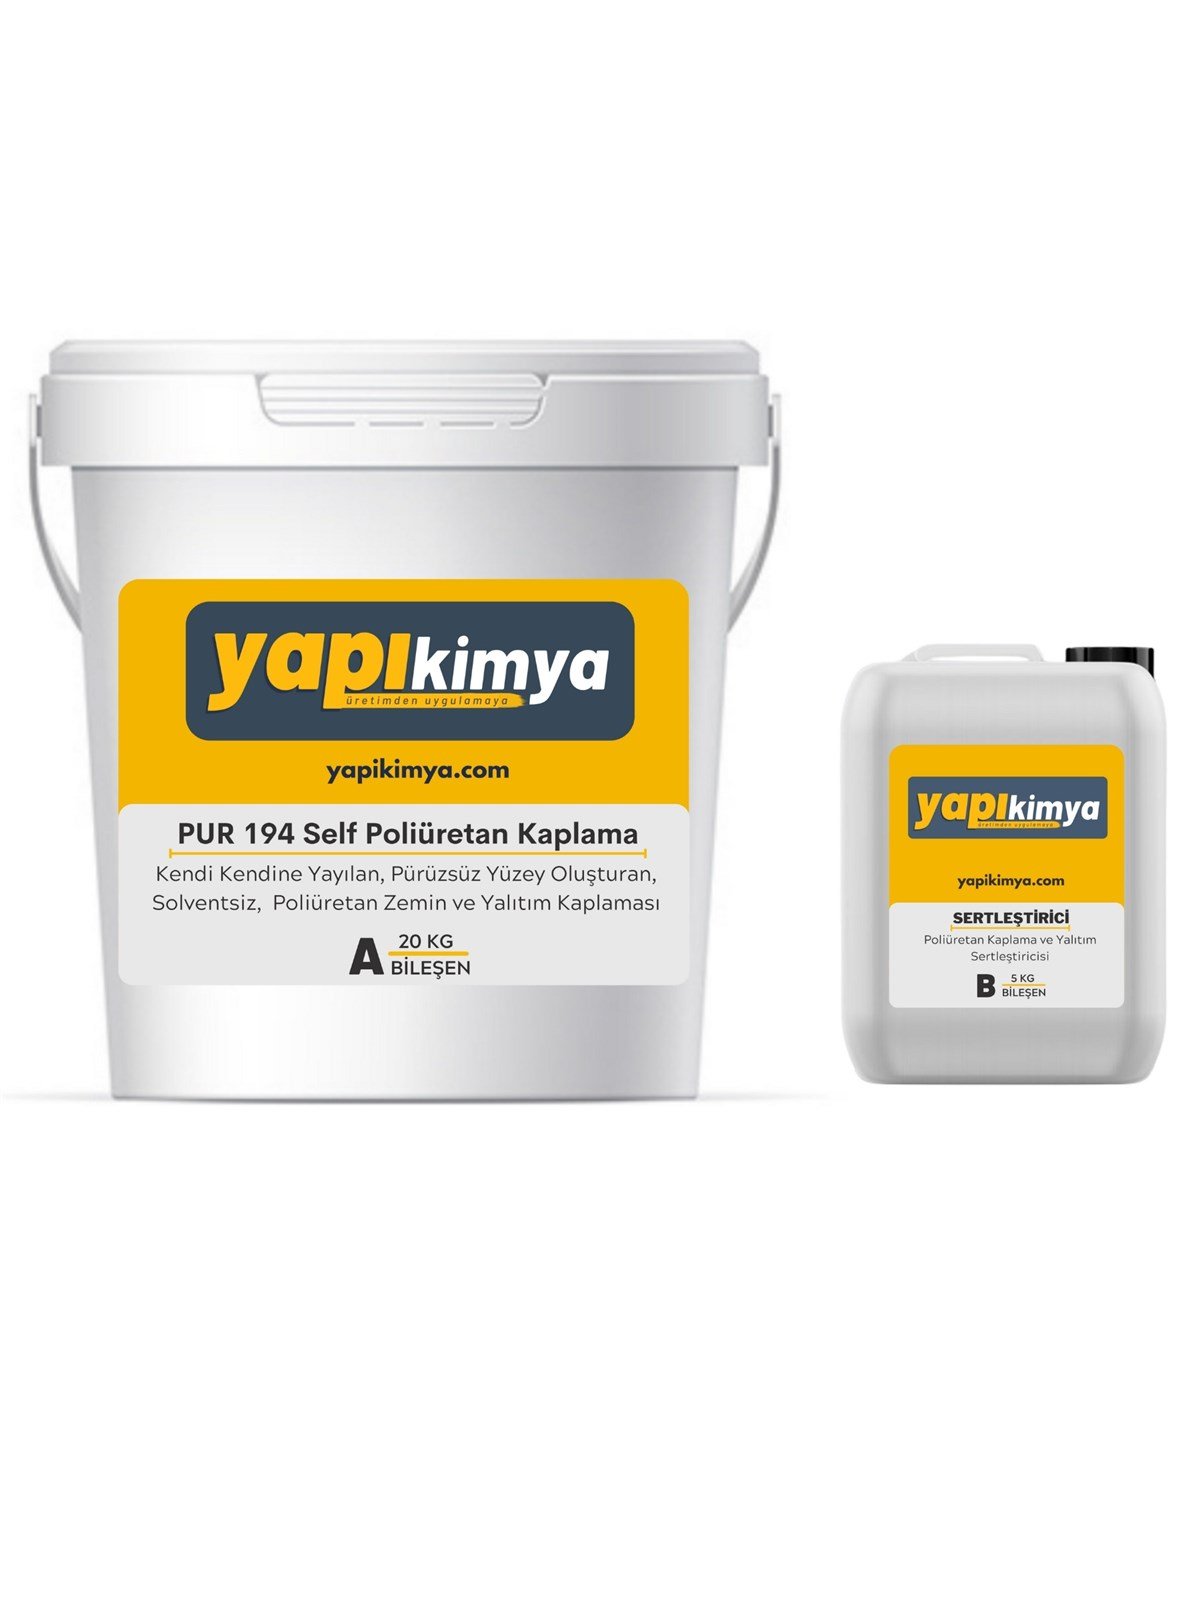 yapıkimya
üretimden uygulamaya
yapikimya.com
PUR 194 Self Poliüretan Kaplama
Kendi Kendine Yayılan, Pürüzsüz Yüzey Oluşturan,
Solventsiz, Poliüretan Zemin ve Yalıtım Kaplaması
A 20 KG
BİLEŞEN
yapıkimya
üretimden uygulamaya
yapikimya.com
SERTLEŞTİRİCİ
Poliüretan Kaplama ve Yalıtım
Sertleştiricisi
B 5 KG
BİLEŞEN